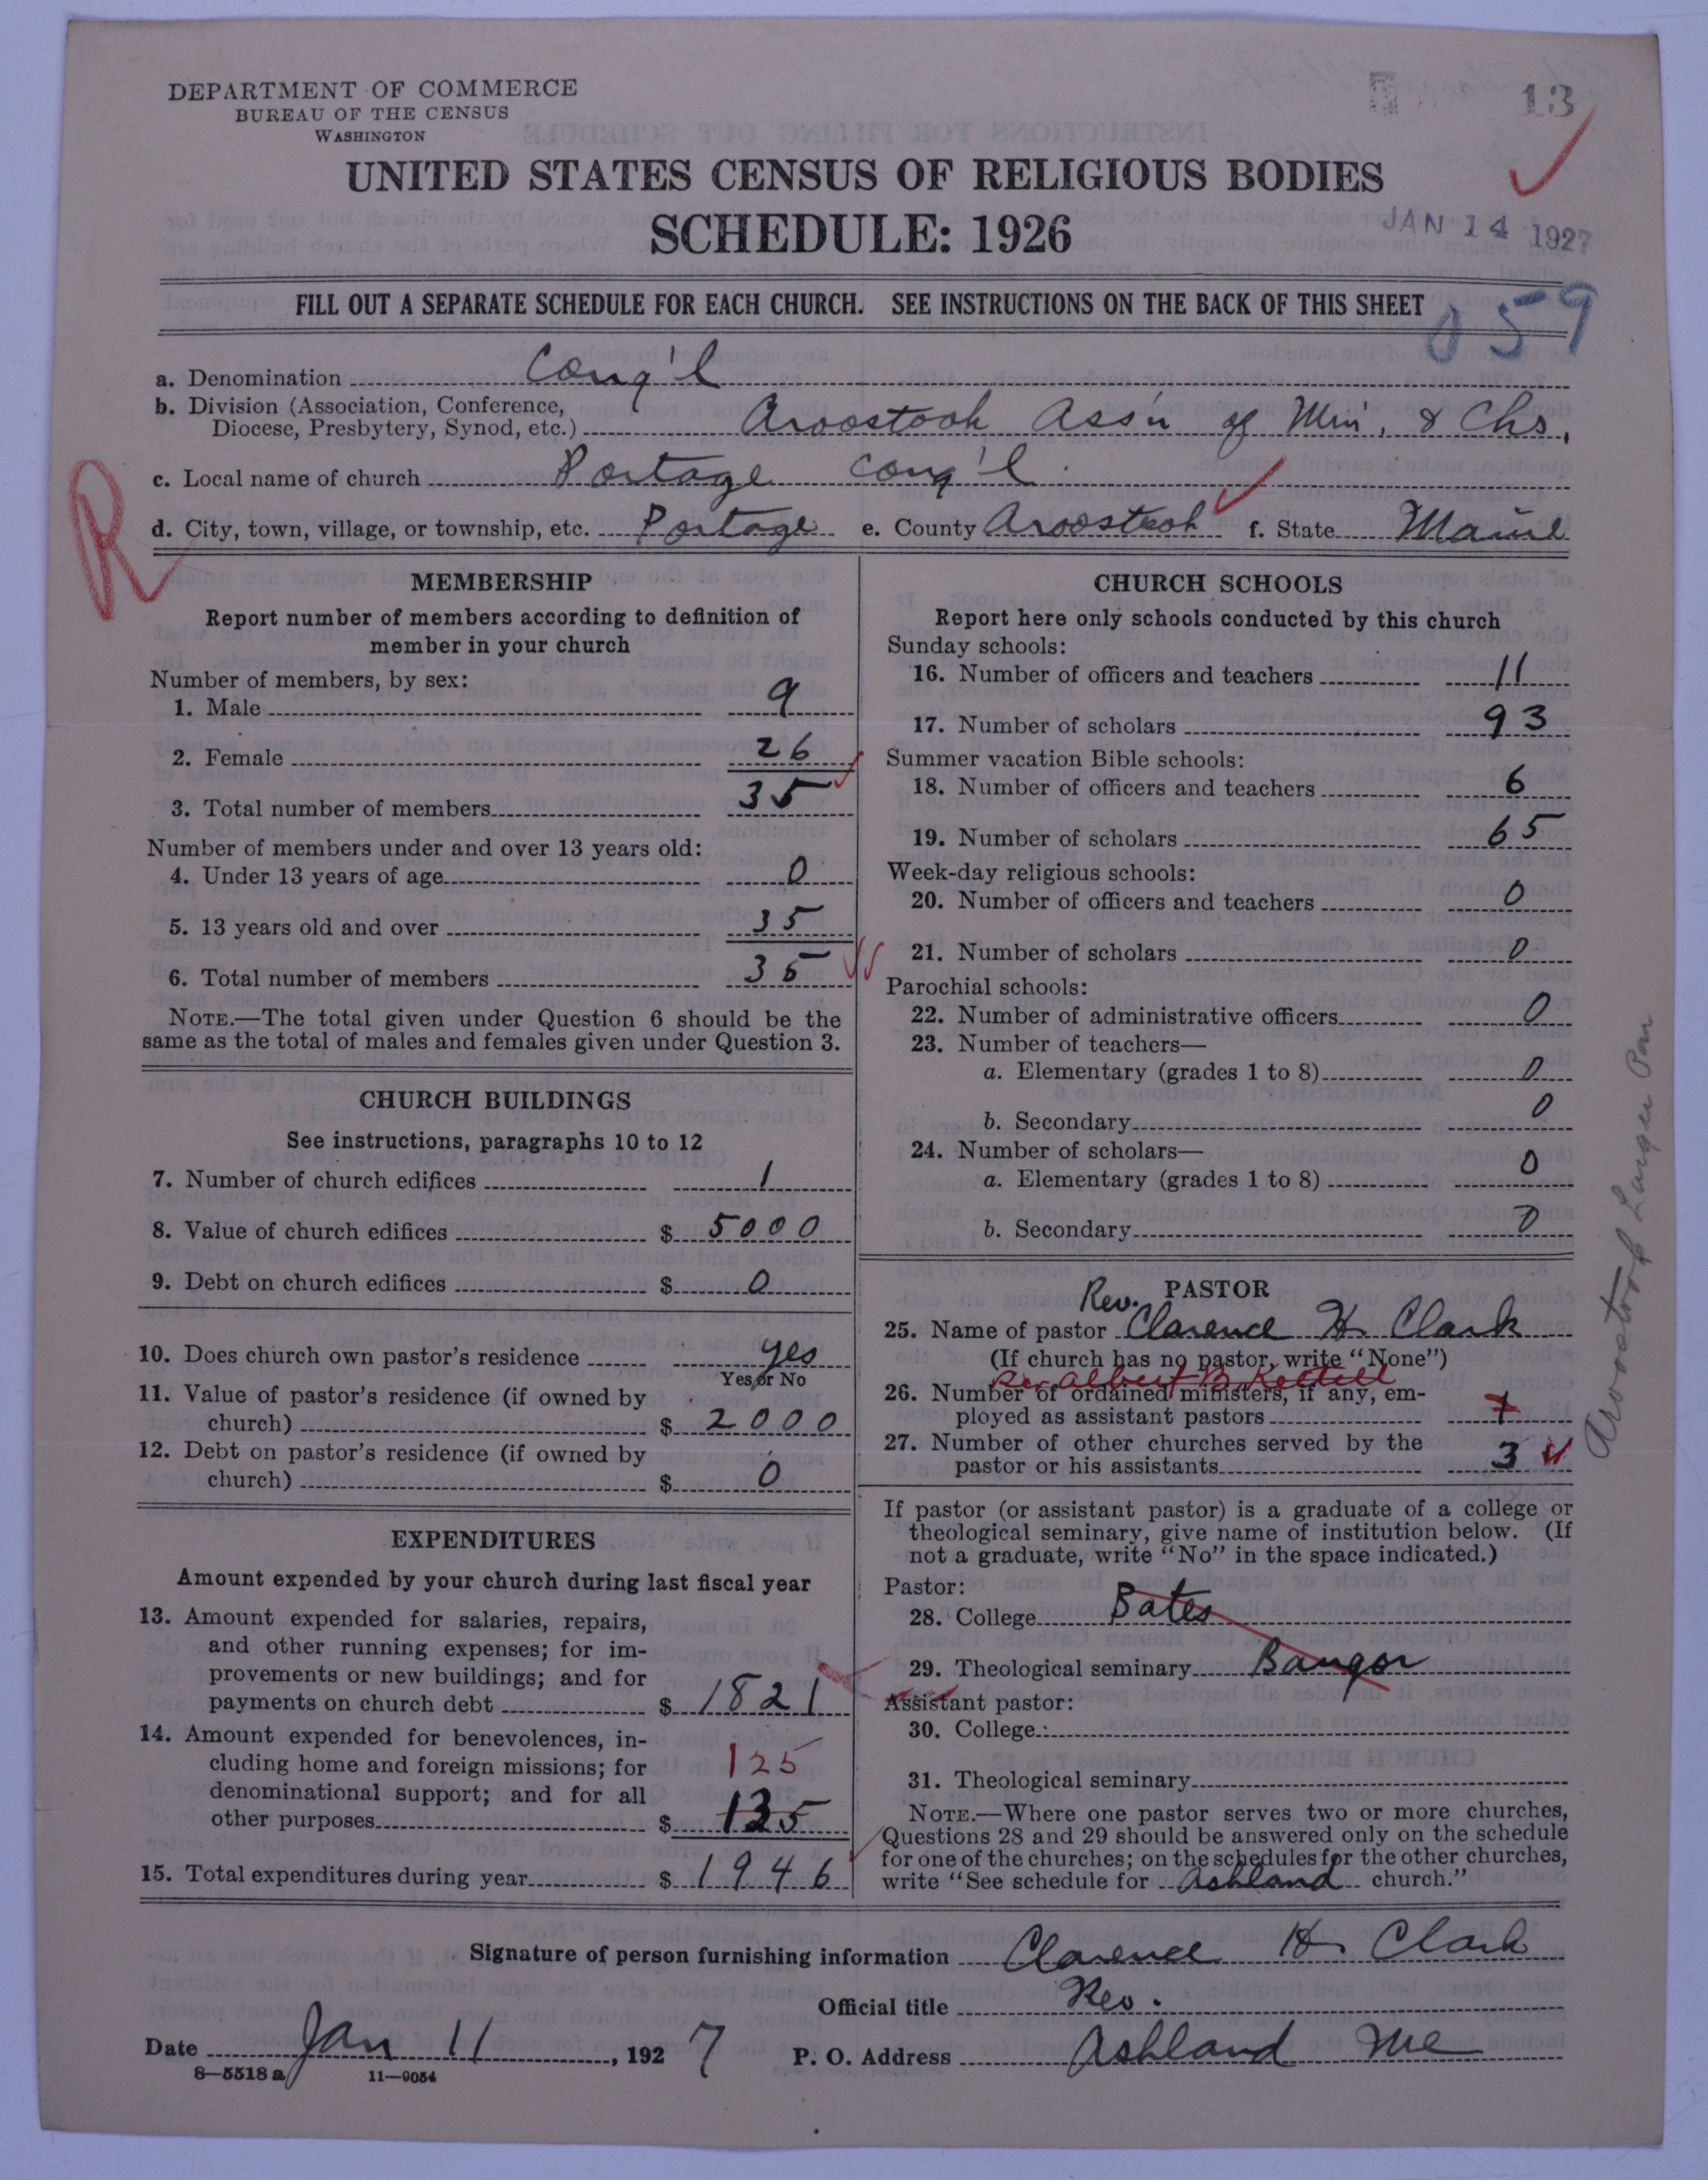 DEPARTMENT OF COMMERCE
BUREAU OF THE CENSUS
WASHINGTON
13
UNITED STATES CENSUS OF RELIGIOUS BODIES
SCHEDULE: 1926
JAN 14 1927
FILL OUT A SEPARATE SCHEDULE FOR EACH CHURCH. SEE INSTRUCTIONS ON THE BACK OF THIS SHEET
059
a. Denomination Cong'l
b. Division (Association, Conference,
Diocese, Presbytery, Synod, etc.) Aroostook Ass'n of Min. & Chs.
c. Local name of church Portage Cong'l.
d. City, town, village, or township, etc. Portage e. County Aroostook f. State Maine
R
MEMBERSHIP
Report number of members according to definition of
member in your church
Number of members, by sex:
1. Male 9
2. Female 26
3. Total number of members 35
Number of members under and over 13 years old:
4. Under 13 years of age 0
5. 13 years old and over 35
6. Total number of members 35
NOTE.—The total given under Question 6 should be the
same as the total of males and females given under Question 3.
CHURCH BUILDINGS
See instructions, paragraphs 10 to 12
7. Number of church edifices 1
8. Value of church edifices $ 5000
9. Debt on church edifices $ 0
10. Does church own pastor's residence yes
Yes or No
11. Value of pastor's residence (if owned by
church) $ 2000
12. Debt on pastor's residence (if owned by
church) $ 0
EXPENDITURES
Amount expended by your church during last fiscal year
13. Amount expended for salaries, repairs,
and other running expenses; for im-
provements or new buildings; and for
payments on church debt $ 1821
14. Amount expended for benevolences, in-
cluding home and foreign missions; for 125
denominational support; and for all
other purposes $ 135
15. Total expenditures during year $ 1946
CHURCH SCHOOLS
Report here only schools conducted by this church
Sunday schools:
16. Number of officers and teachers 11
17. Number of scholars 93
Summer vacation Bible schools:
18. Number of officers and teachers 6
19. Number of scholars 65
Week-day religious schools:
20. Number of officers and teachers 0
21. Number of scholars 0
Parochial schools:
22. Number of administrative officers 0
23. Number of teachers—
a. Elementary (grades 1 to 8) 0
b. Secondary 0
24. Number of scholars—
a. Elementary (grades 1 to 8) 0
b. Secondary 0
PASTOR
25. Name of pastor Rev. Clarence H. Clark
(If church has no pastor, write "None")
Rev. Albert B. Kettell
26. Number of ordained ministers, if any, em-
ployed as assistant pastors 1
27. Number of other churches served by the
pastor or his assistants 3
If pastor (or assistant pastor) is a graduate of a college or
theological seminary, give name of institution below. (If
not a graduate, write "No" in the space indicated.)
Pastor:
28. College Bates
29. Theological seminary Bangor
Assistant pastor:
30. College
31. Theological seminary
NOTE.—Where one pastor serves two or more churches,
Questions 28 and 29 should be answered only on the schedule
for one of the churches; on the schedules for the other churches,
write "See schedule for Ashland church."
Aroostook Larger Par
Signature of person furnishing information Clarence H. Clark
Official title Rev.
Date Jan 11, 1927 P. O. Address Ashland Me
8—5518 a 11—9054